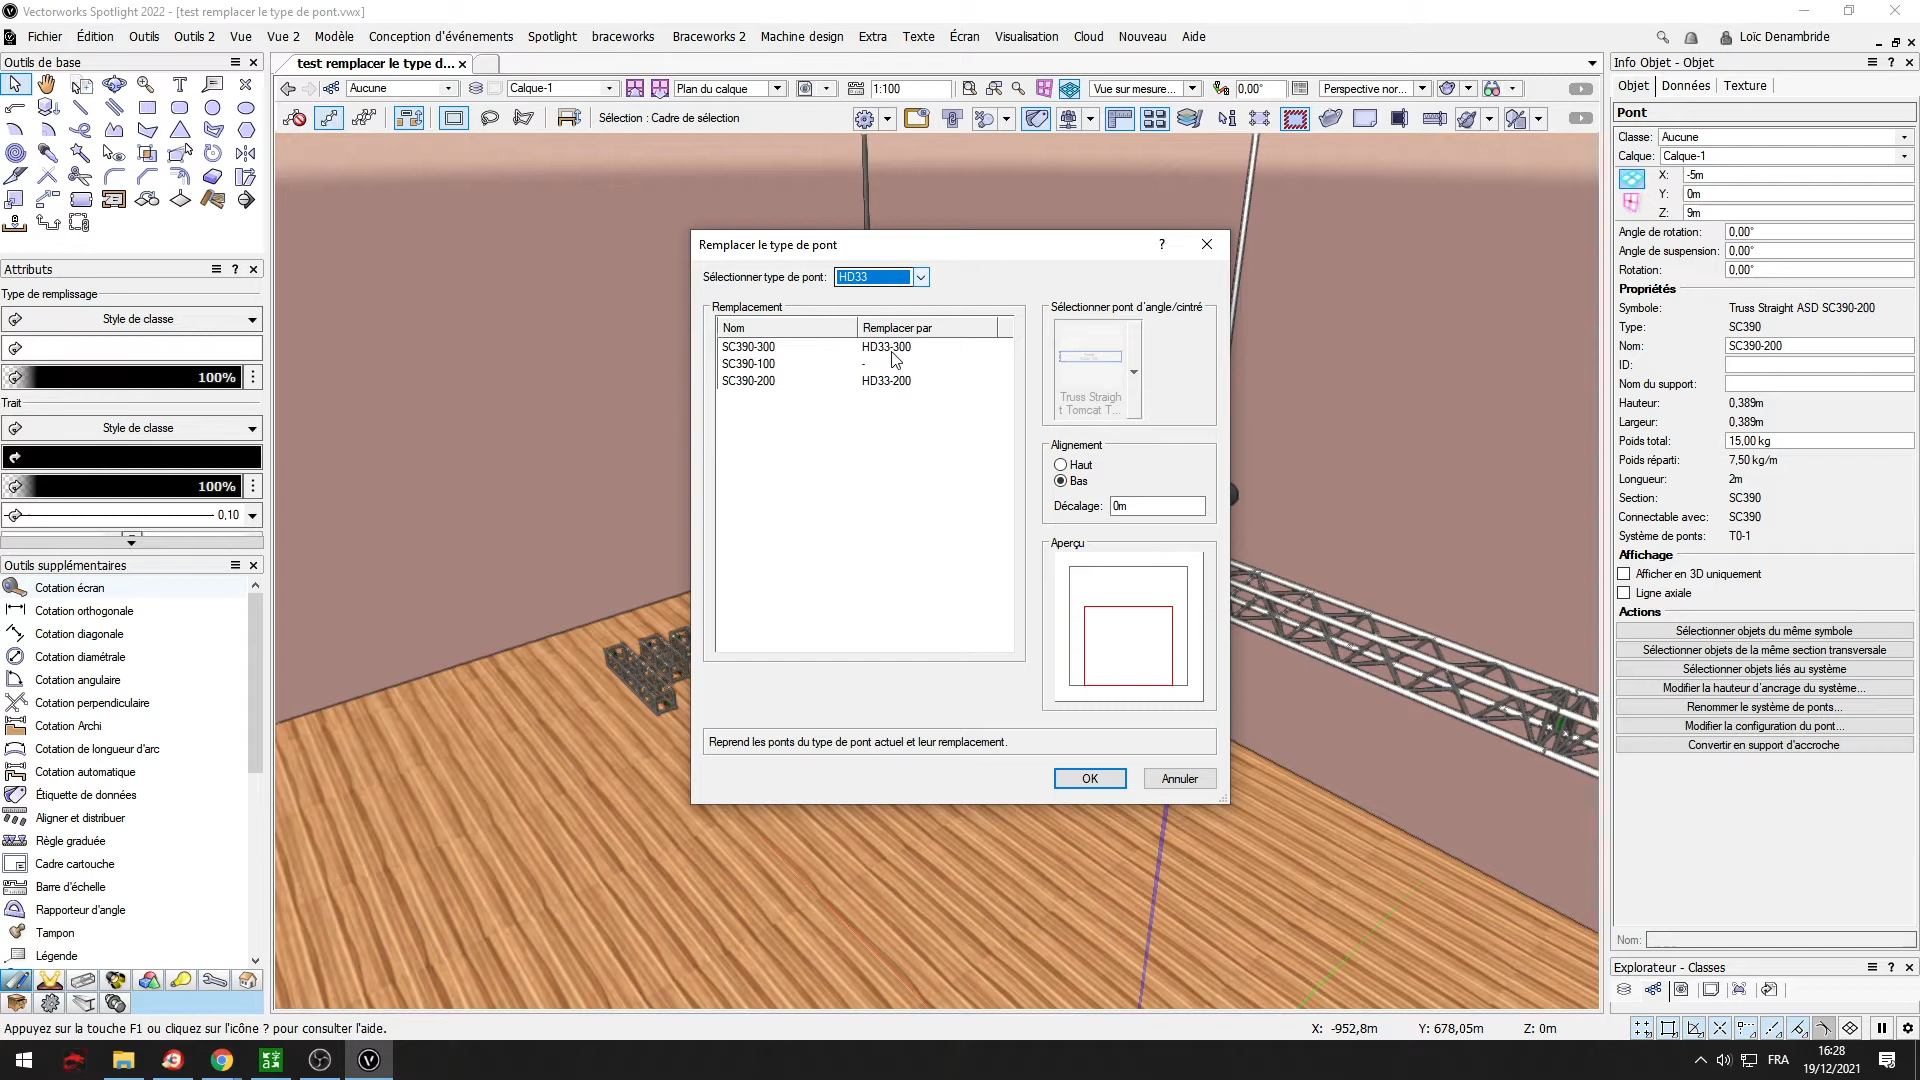 Vectorworks Spotlight 2022 - [test remplacer le type de pont.vwx]
Fichier Édition Outils Outils 2 Vue Vue 2 Modèle Conception d'événements Spotlight braceworks Braceworks 2 Machine design Extra Texte Écran Visualisation Cloud Nouveau Aide Loïc Denambride
Outils de base
test remplacer le type d...
Aucune Calque-1 Plan du calque 1:100 Vue sur mesure... 0,00° Perspective nor...
Sélection : Cadre de sélection
Attributs
Type de remplissage
Style de classe
100%
Trait
Style de classe
100%
0,10
Outils supplémentaires
Cotation écran
Cotation orthogonale
Cotation diagonale
Cotation diamétrale
Cotation angulaire
Cotation perpendiculaire
Cotation Archi
Cotation de longueur d'arc
Cotation automatique
Étiquette de données
Aligner et distribuer
Règle graduée
Cadre cartouche
Barre d'échelle
Rapporteur d'angle
Tampon
Légende
Remplacer le type de pont
Sélectionner type de pont: HD33
Remplacement
Nom Remplacer par
SC390-300 HD33-300
SC390-100 -
SC390-200 HD33-200
Sélectionner pont d'angle/cintré
Truss Straigh
t Tomcat T...
Alignement
Haut
Bas
Décalage: 0m
Aperçu
Reprend les ponts du type de pont actuel et leur remplacement.
OK Annuler
Info Objet - Objet
Objet Données Texture
Pont
Classe: Aucune
Calque: Calque-1
X: -5m
Y: 0m
Z: 9m
Angle de rotation: 0,00°
Angle de suspension: 0,00°
Rotation: 0,00°
Propriétés
Symbole: Truss Straight ASD SC390-200
Type: SC390
Nom: SC390-200
ID:
Nom du support:
Hauteur: 0,389m
Largeur: 0,389m
Poids total: 15,00 kg
Poids réparti: 7,50 kg/m
Longueur: 2m
Section: SC390
Connectable avec: SC390
Système de ponts: T0-1
Affichage
Afficher en 3D uniquement
Ligne axiale
Actions
Sélectionner objets du même symbole
Sélectionner objets de la même section transversale
Sélectionner objets liés au système
Modifier la hauteur d'ancrage du système...
Renommer le système de ponts...
Modifier la configuration du pont...
Convertir en support d'accroche
Nom:
Explorateur - Classes
Appuyez sur la touche F1 ou cliquez sur l'icône ? pour consulter l'aide.
X: -952,8m Y: 678,05m Z: 0m
FRA
16:28
19/12/2021